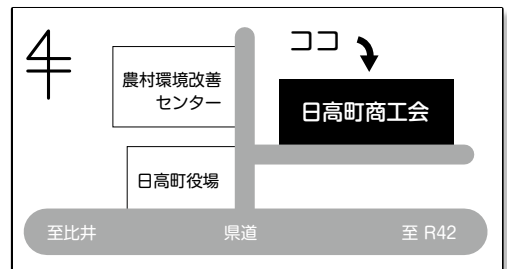 ココ
農村環境改善
センター
日高町商工会
日高町役場
至比井
県道
至 R42